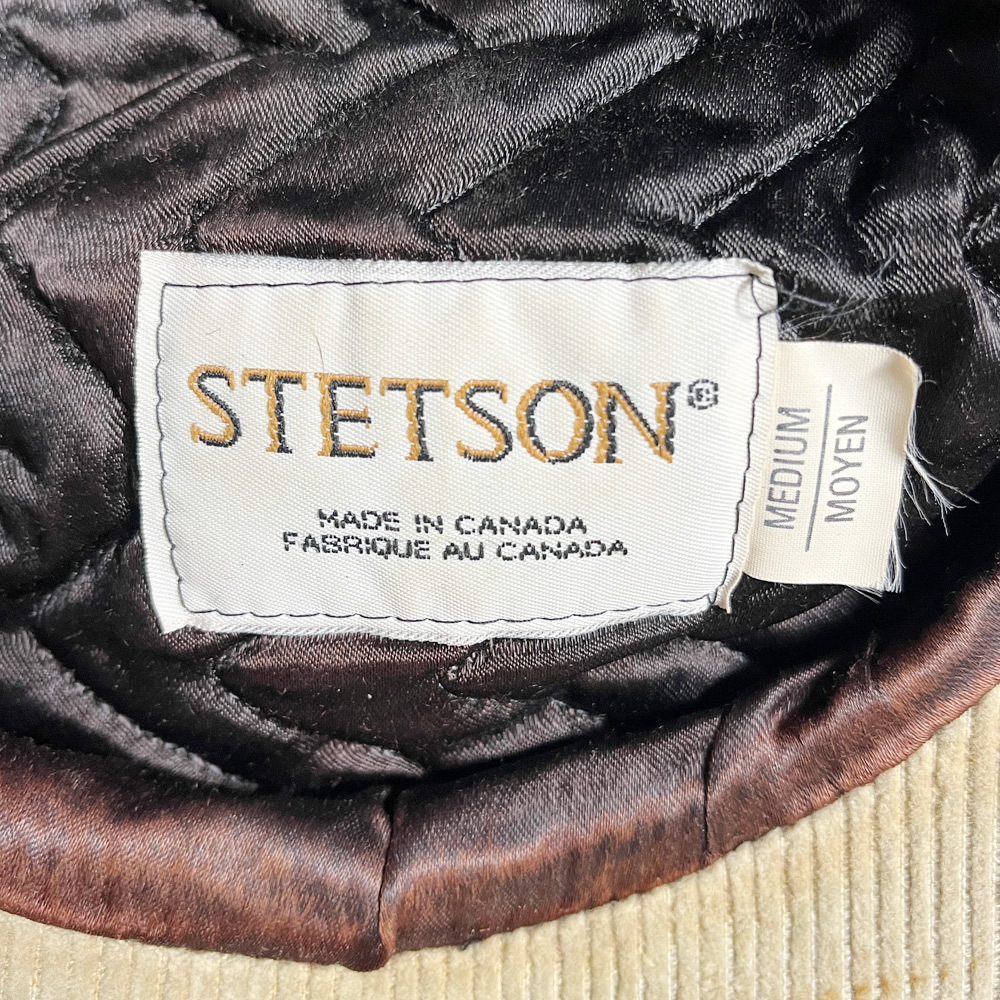 STETSON®
MADE IN CANADA
FABRIQUE AU CANADA
MEDIUM
MOYEN